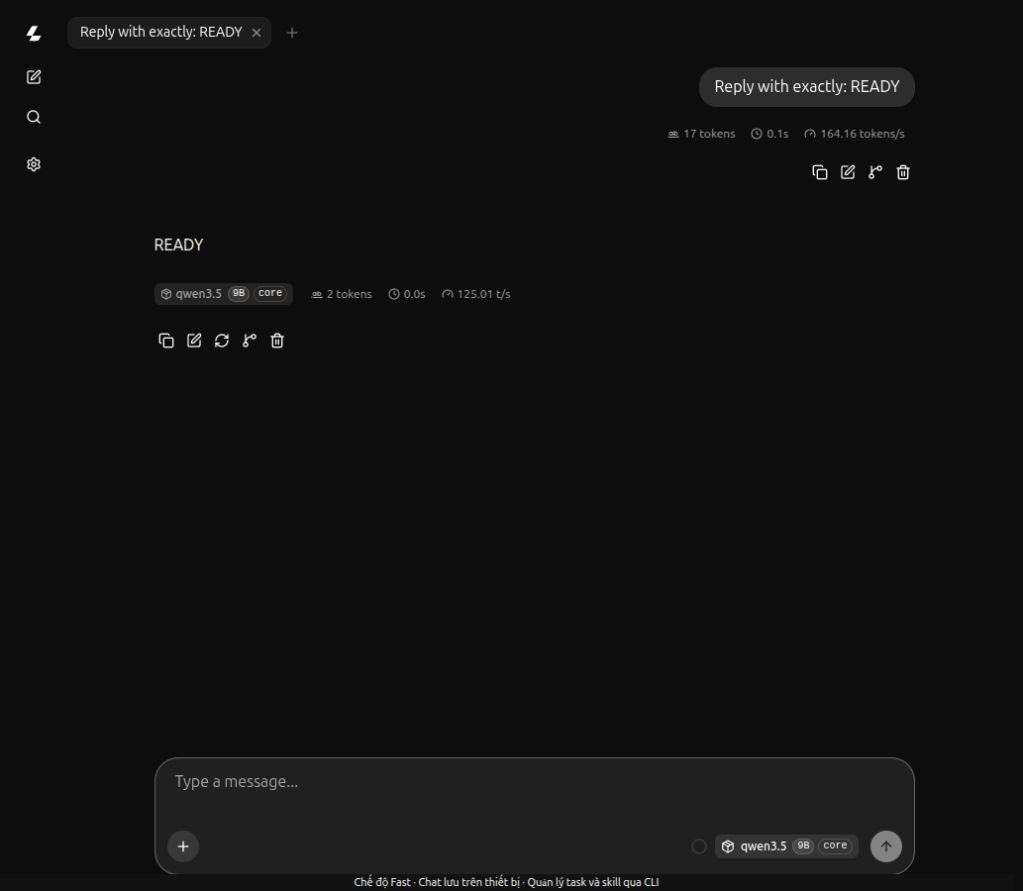 Reply with exactly: READY
Reply with exactly: READY
17 tokens 0.1s 164.16 tokens/s
READY
qwen3.5 9B core 2 tokens 0.0s 125.01 t/s
Type a message...
qwen3.5 9B core
Chế độ Fast · Chat lưu trên thiết bị · Quản lý task và skill qua CLI